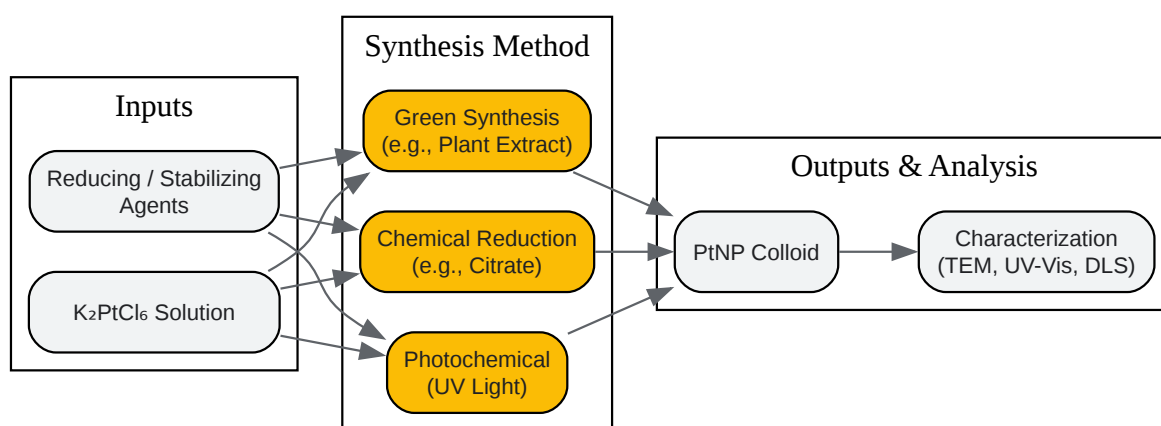 Inputs
Reducing / Stabilizing
Agents
K₂PtCl₆ Solution
Synthesis Method
Green Synthesis
(e.g., Plant Extract)
Chemical Reduction
(e.g., Citrate)
Photochemical
(UV Light)
Outputs & Analysis
PtNP Colloid
Characterization
(TEM, UV-Vis, DLS)